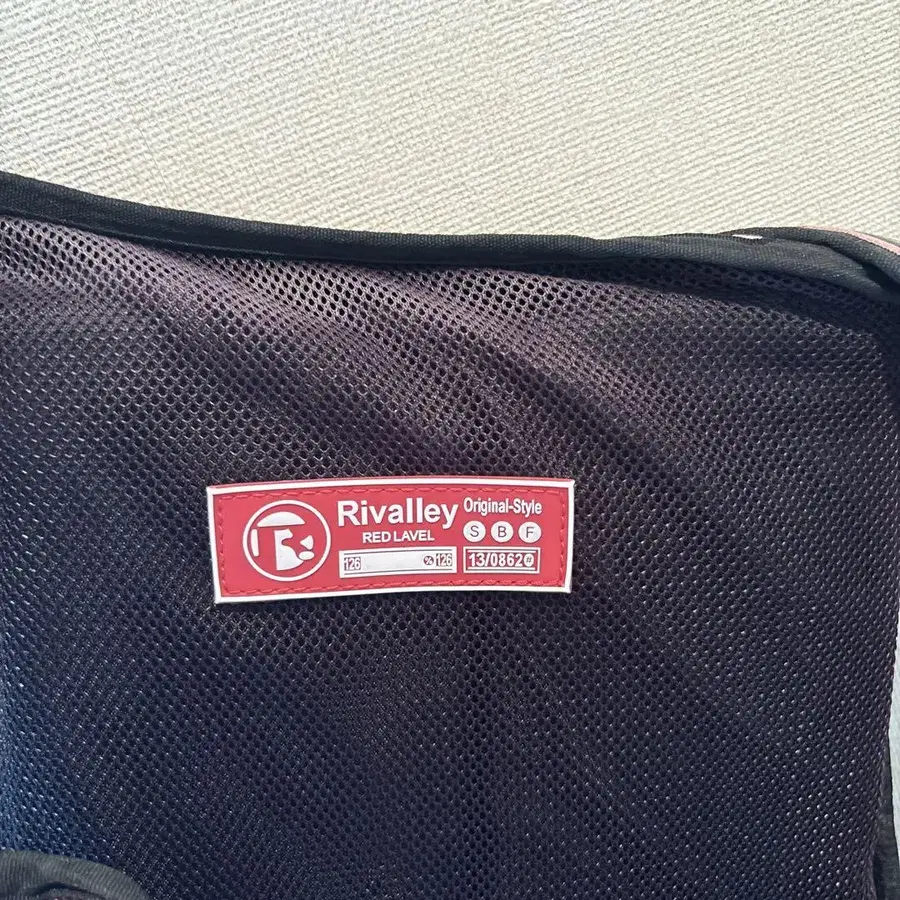 Rivalley Original-Style
RED LAVEL S B F
126 % 126 13/0862